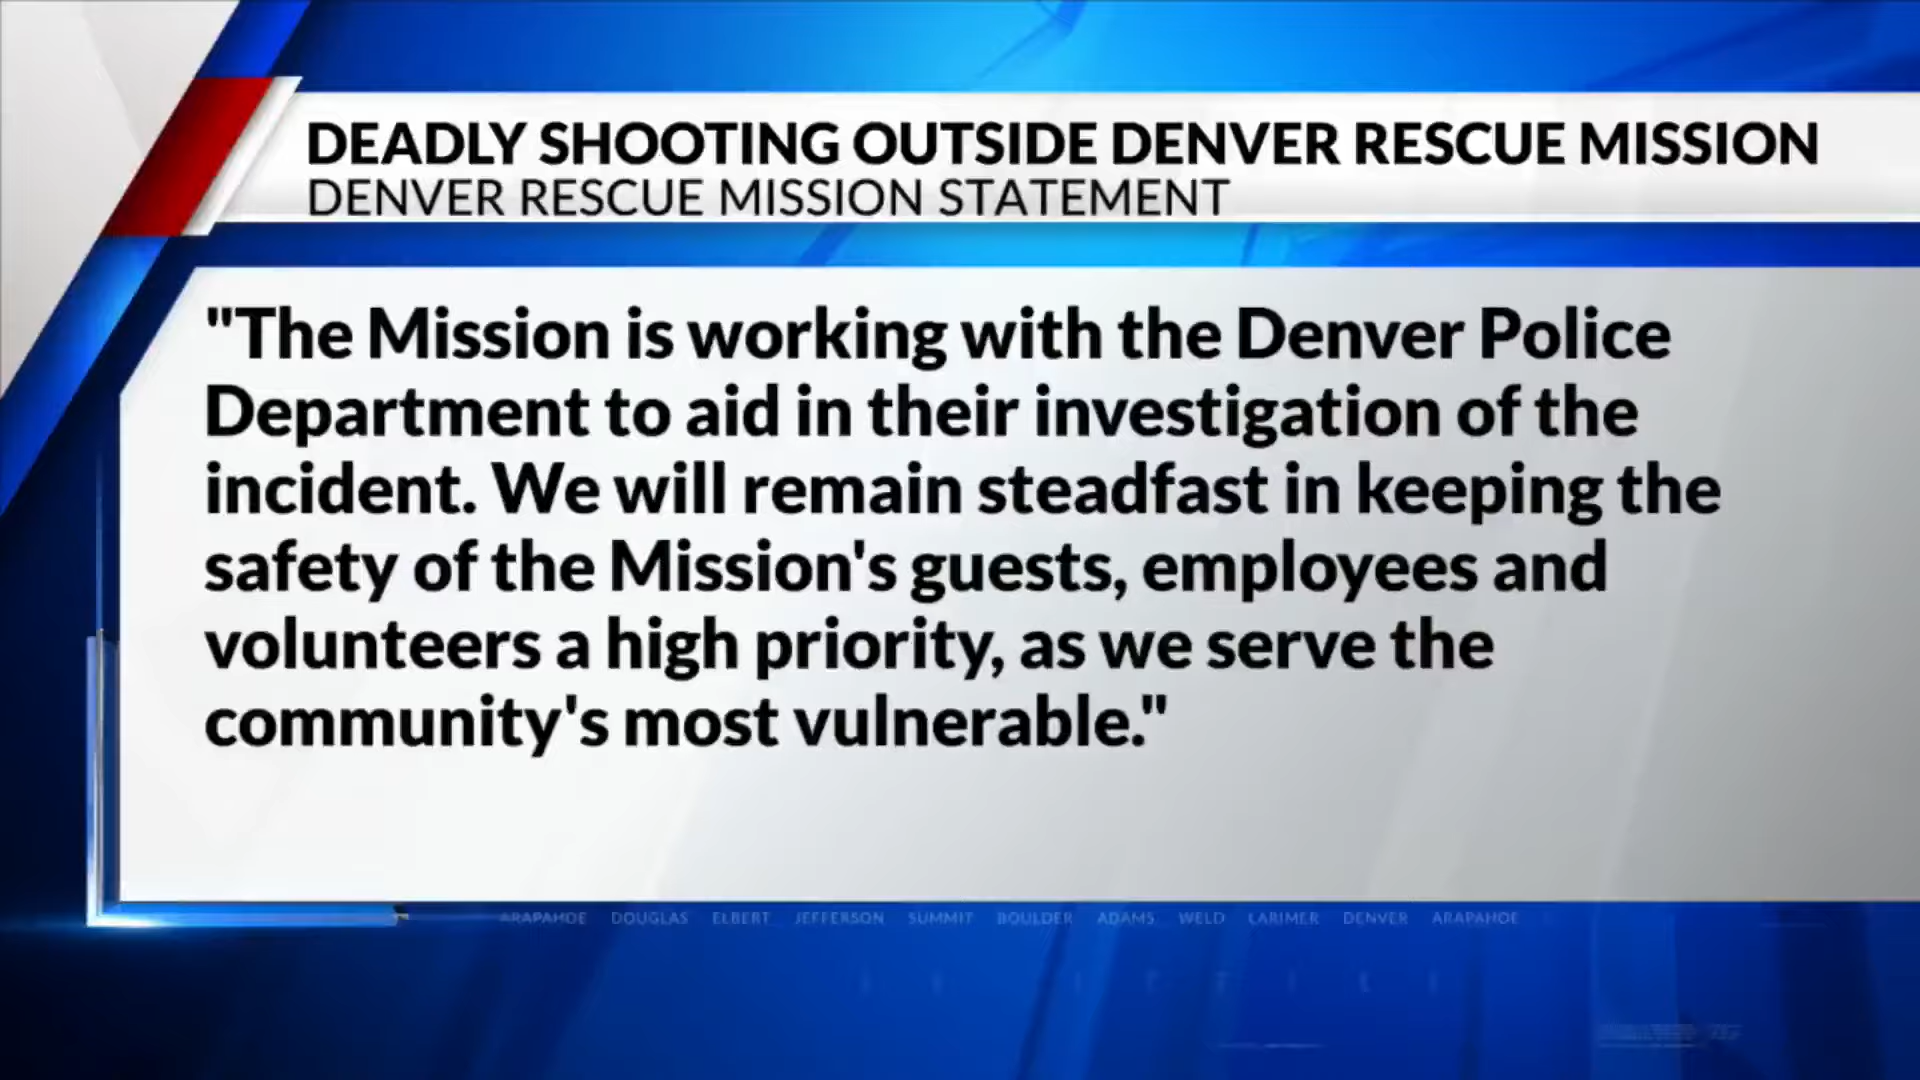 DEADLY SHOOTING OUTSIDE DENVER RESCUE MISSION
DENVER RESCUE MISSION STATEMENT
"The Mission is working with the Denver Police
Department to aid in their investigation of the
incident. We will remain steadfast in keeping the
safety of the Mission's guests, employees and
volunteers a high priority, as we serve the
community's most vulnerable."
ARAPAHOE DOUGLAS ELBERT JEFFERSON SUMMIT BOULDER ADAMS WELD LARIMER DENVER ARAPAHOE